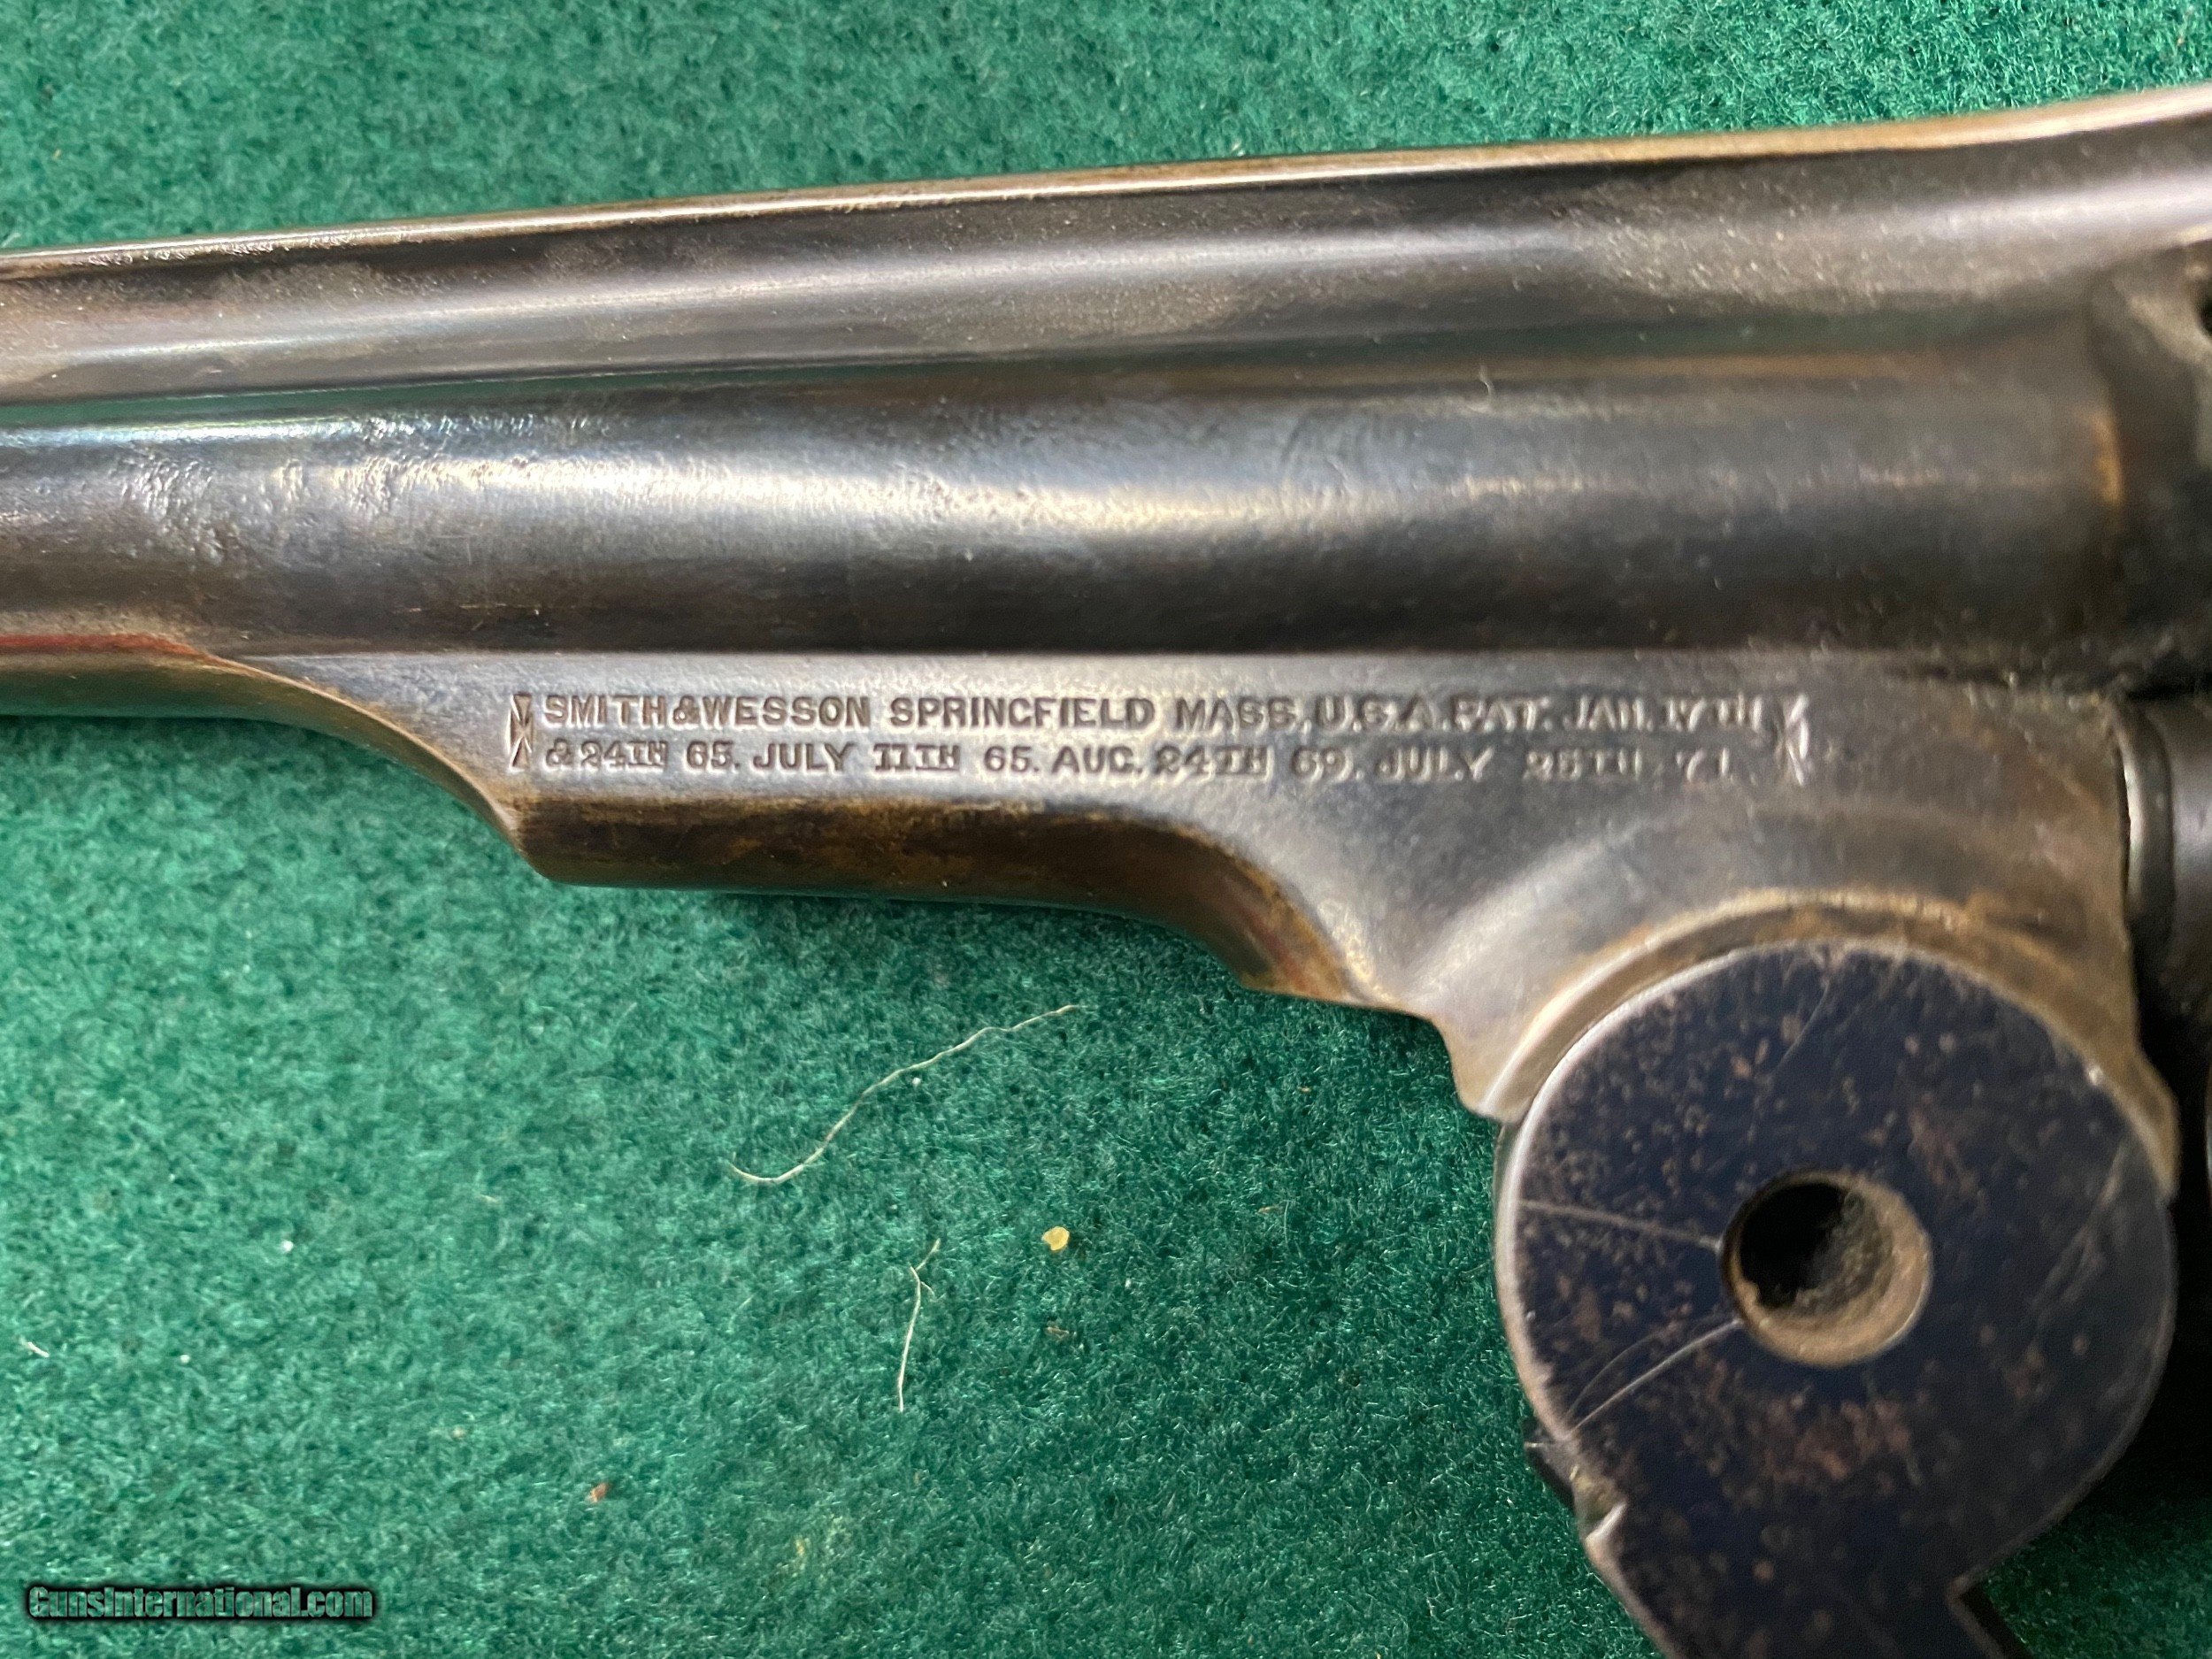 SMITH & WESSON SPRINGFIELD MASS. U.S.A. PAT. JAN. 17TH
& 24TH 65. JULY 11TH 65. AUG. 24TH 69. JULY 25TH 71.
GunsInternational.com